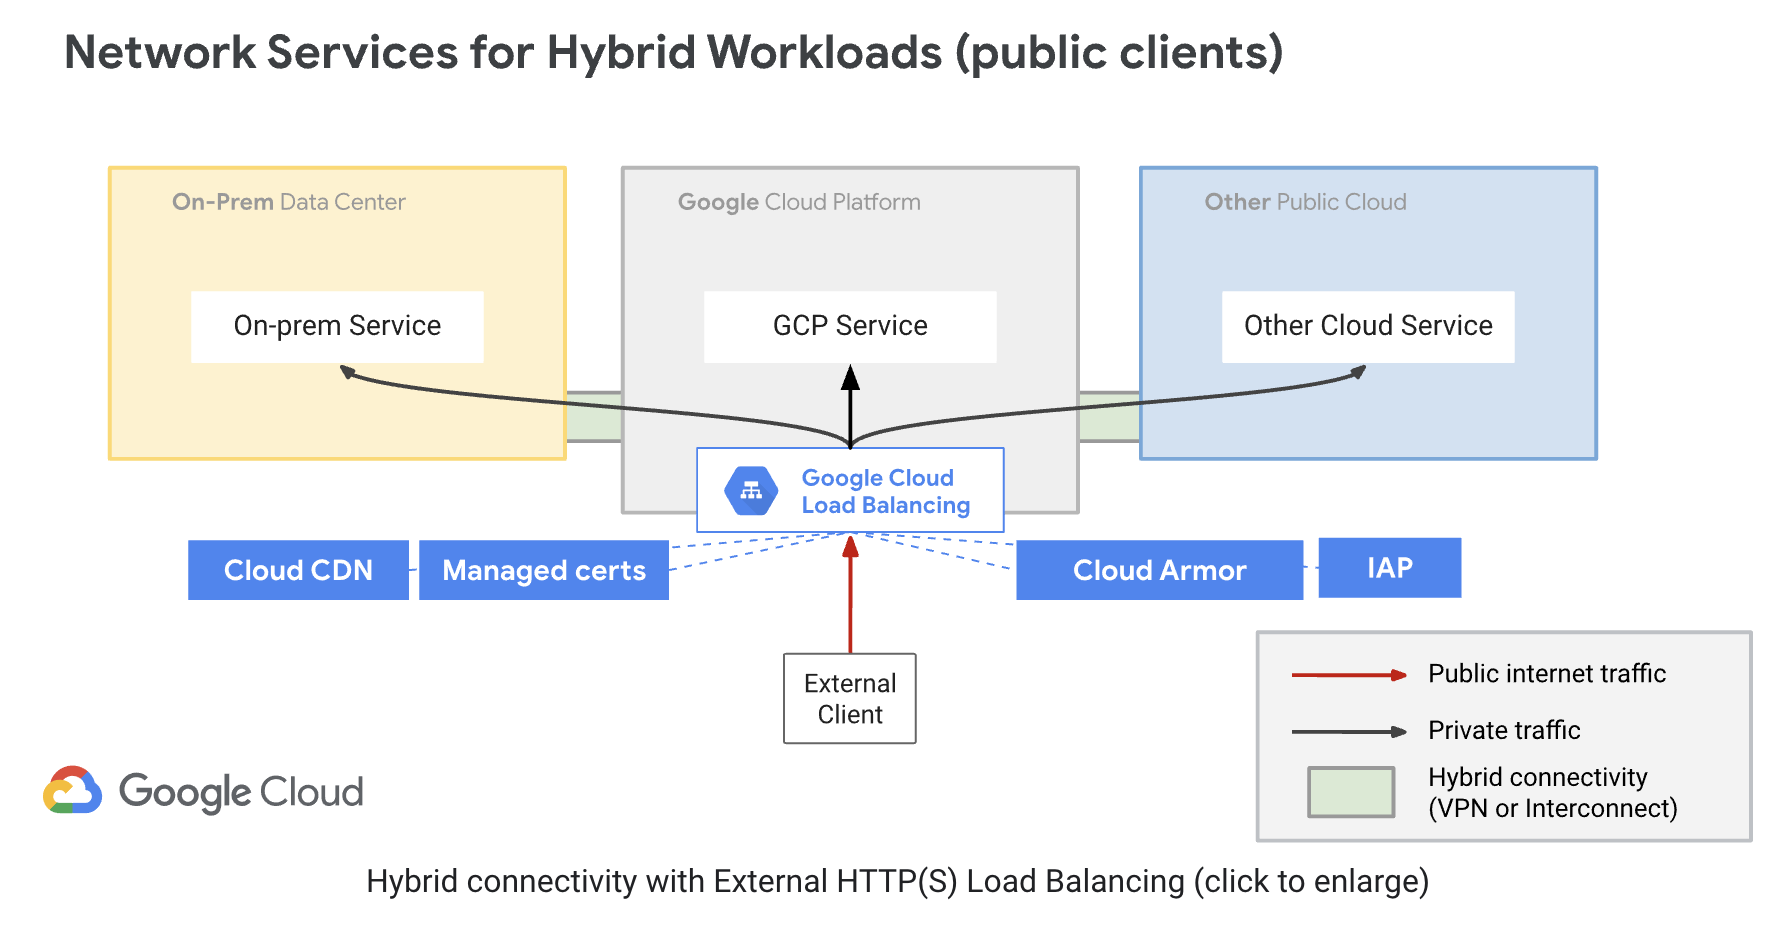 Network Services for Hybrid Workloads (public clients)
On-Prem Data Center
Google Cloud Platform
Other Public Cloud
On-prem Service
GCP Service
Other Cloud Service
Google Cloud
Load Balancing
Cloud CDN
Managed certs
Cloud Armor
IAP
External
Client
Public internet traffic
Private traffic
Hybrid connectivity
(VPN or Interconnect)
Google Cloud
Hybrid connectivity with External HTTP(S) Load Balancing (click to enlarge)